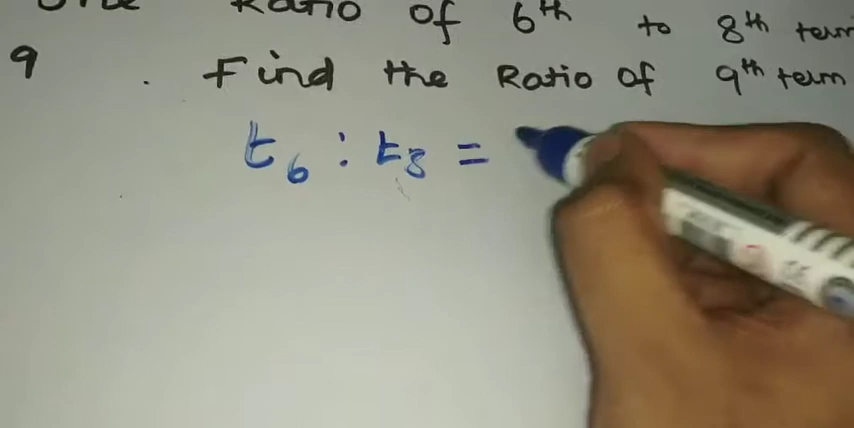 Ratio of 6th to 8th term
9 . Find the Ratio of 9th term
t6 : t8 =